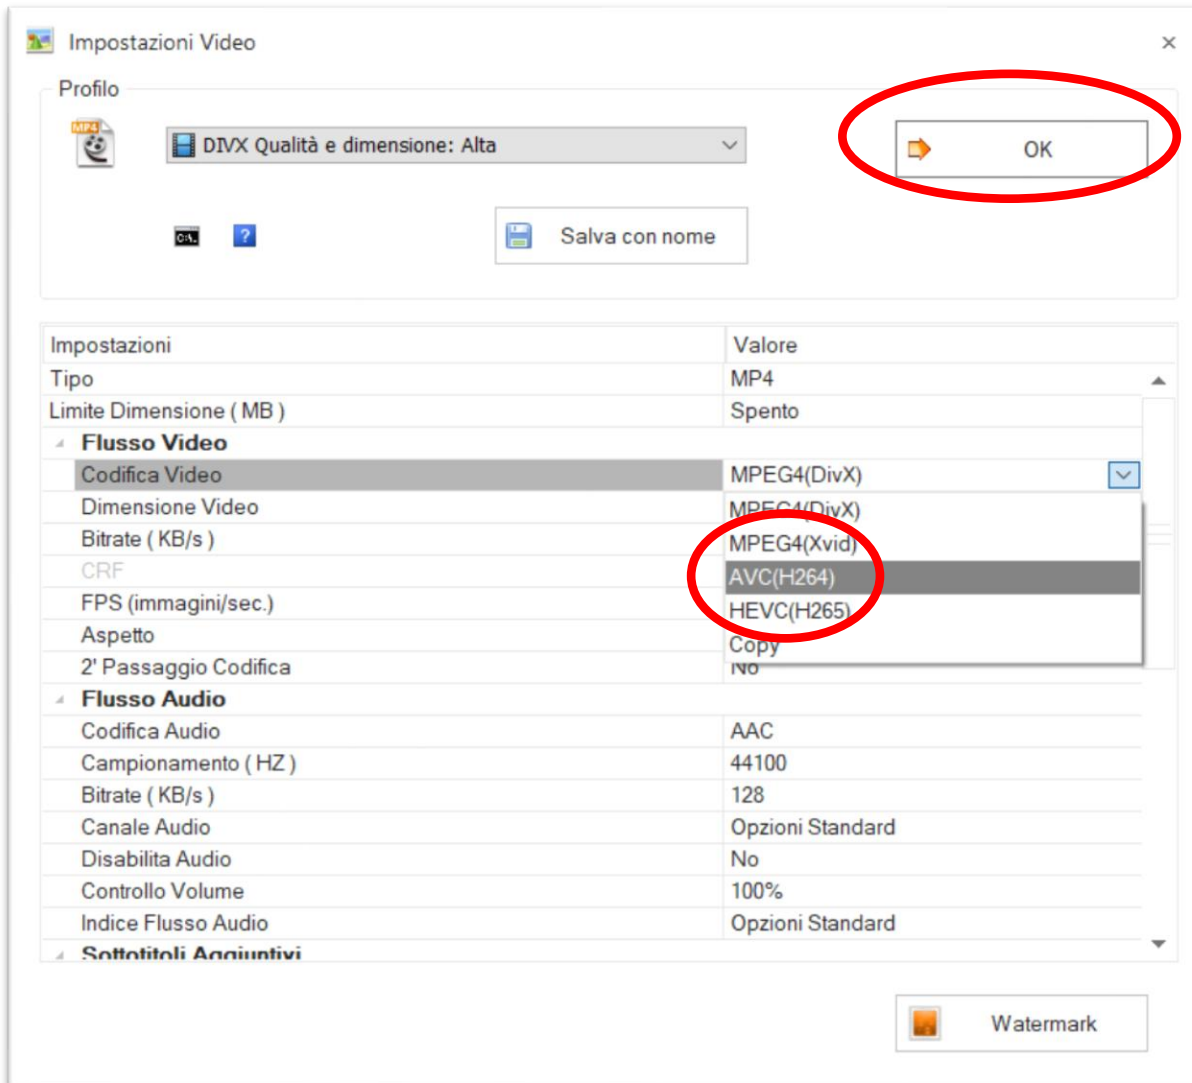 Impostazioni Video
Profilo
MP4
DIVX Qualità e dimensione: Alta
OK
C:\.
?
Salva con nome
Impostazioni Valore
Tipo MP4
Limite Dimensione ( MB ) Spento
Flusso Video
Codifica Video MPEG4(DivX)
Dimensione Video MPEG4(DivX)
Bitrate ( KB/s ) MPEG4(Xvid)
CRF AVC(H264)
FPS (immagini/sec.) HEVC(H265)
Aspetto Copy
2' Passaggio Codifica No
Flusso Audio
Codifica Audio AAC
Campionamento ( HZ ) 44100
Bitrate ( KB/s ) 128
Canale Audio Opzioni Standard
Disabilita Audio No
Controllo Volume 100%
Indice Flusso Audio Opzioni Standard
Sottotitoli Aggiuntivi
Watermark